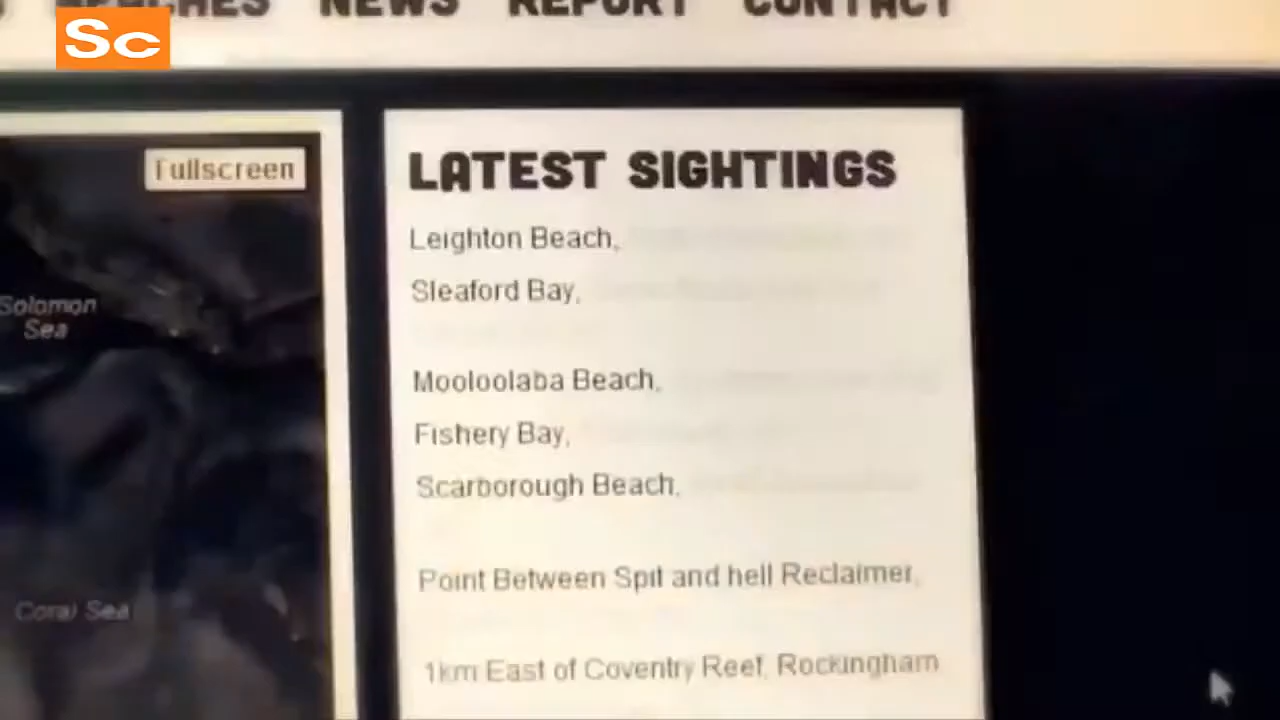 BEACHES NEWS REPORT CONTACT
Sc
Fullscreen
LATEST SIGHTINGS
Leighton Beach,
Sleaford Bay,
Solomon
Sea
Mooloolaba Beach,
Fishery Bay,
Scarborough Beach,
Point Between Spit and hell Reclaimer,
Coral Sea
1km East of Coventry Reef, Rockingham